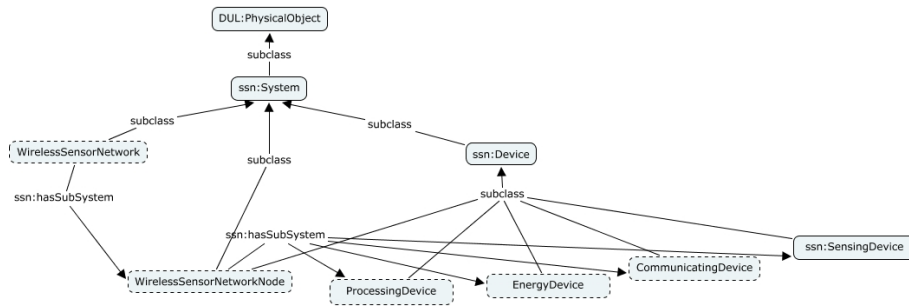 DUL:PhysicalObject
subclass
ssn:System
subclass
subclass
WirelessSensorNetwork
subclass
ssn:Device
ssn:hasSubSystem
subclass
ssn:hasSubSystem
ssn:SensingDevice
CommunicatingDevice
WirelessSensorNetworkNode
ProcessingDevice
EnergyDevice